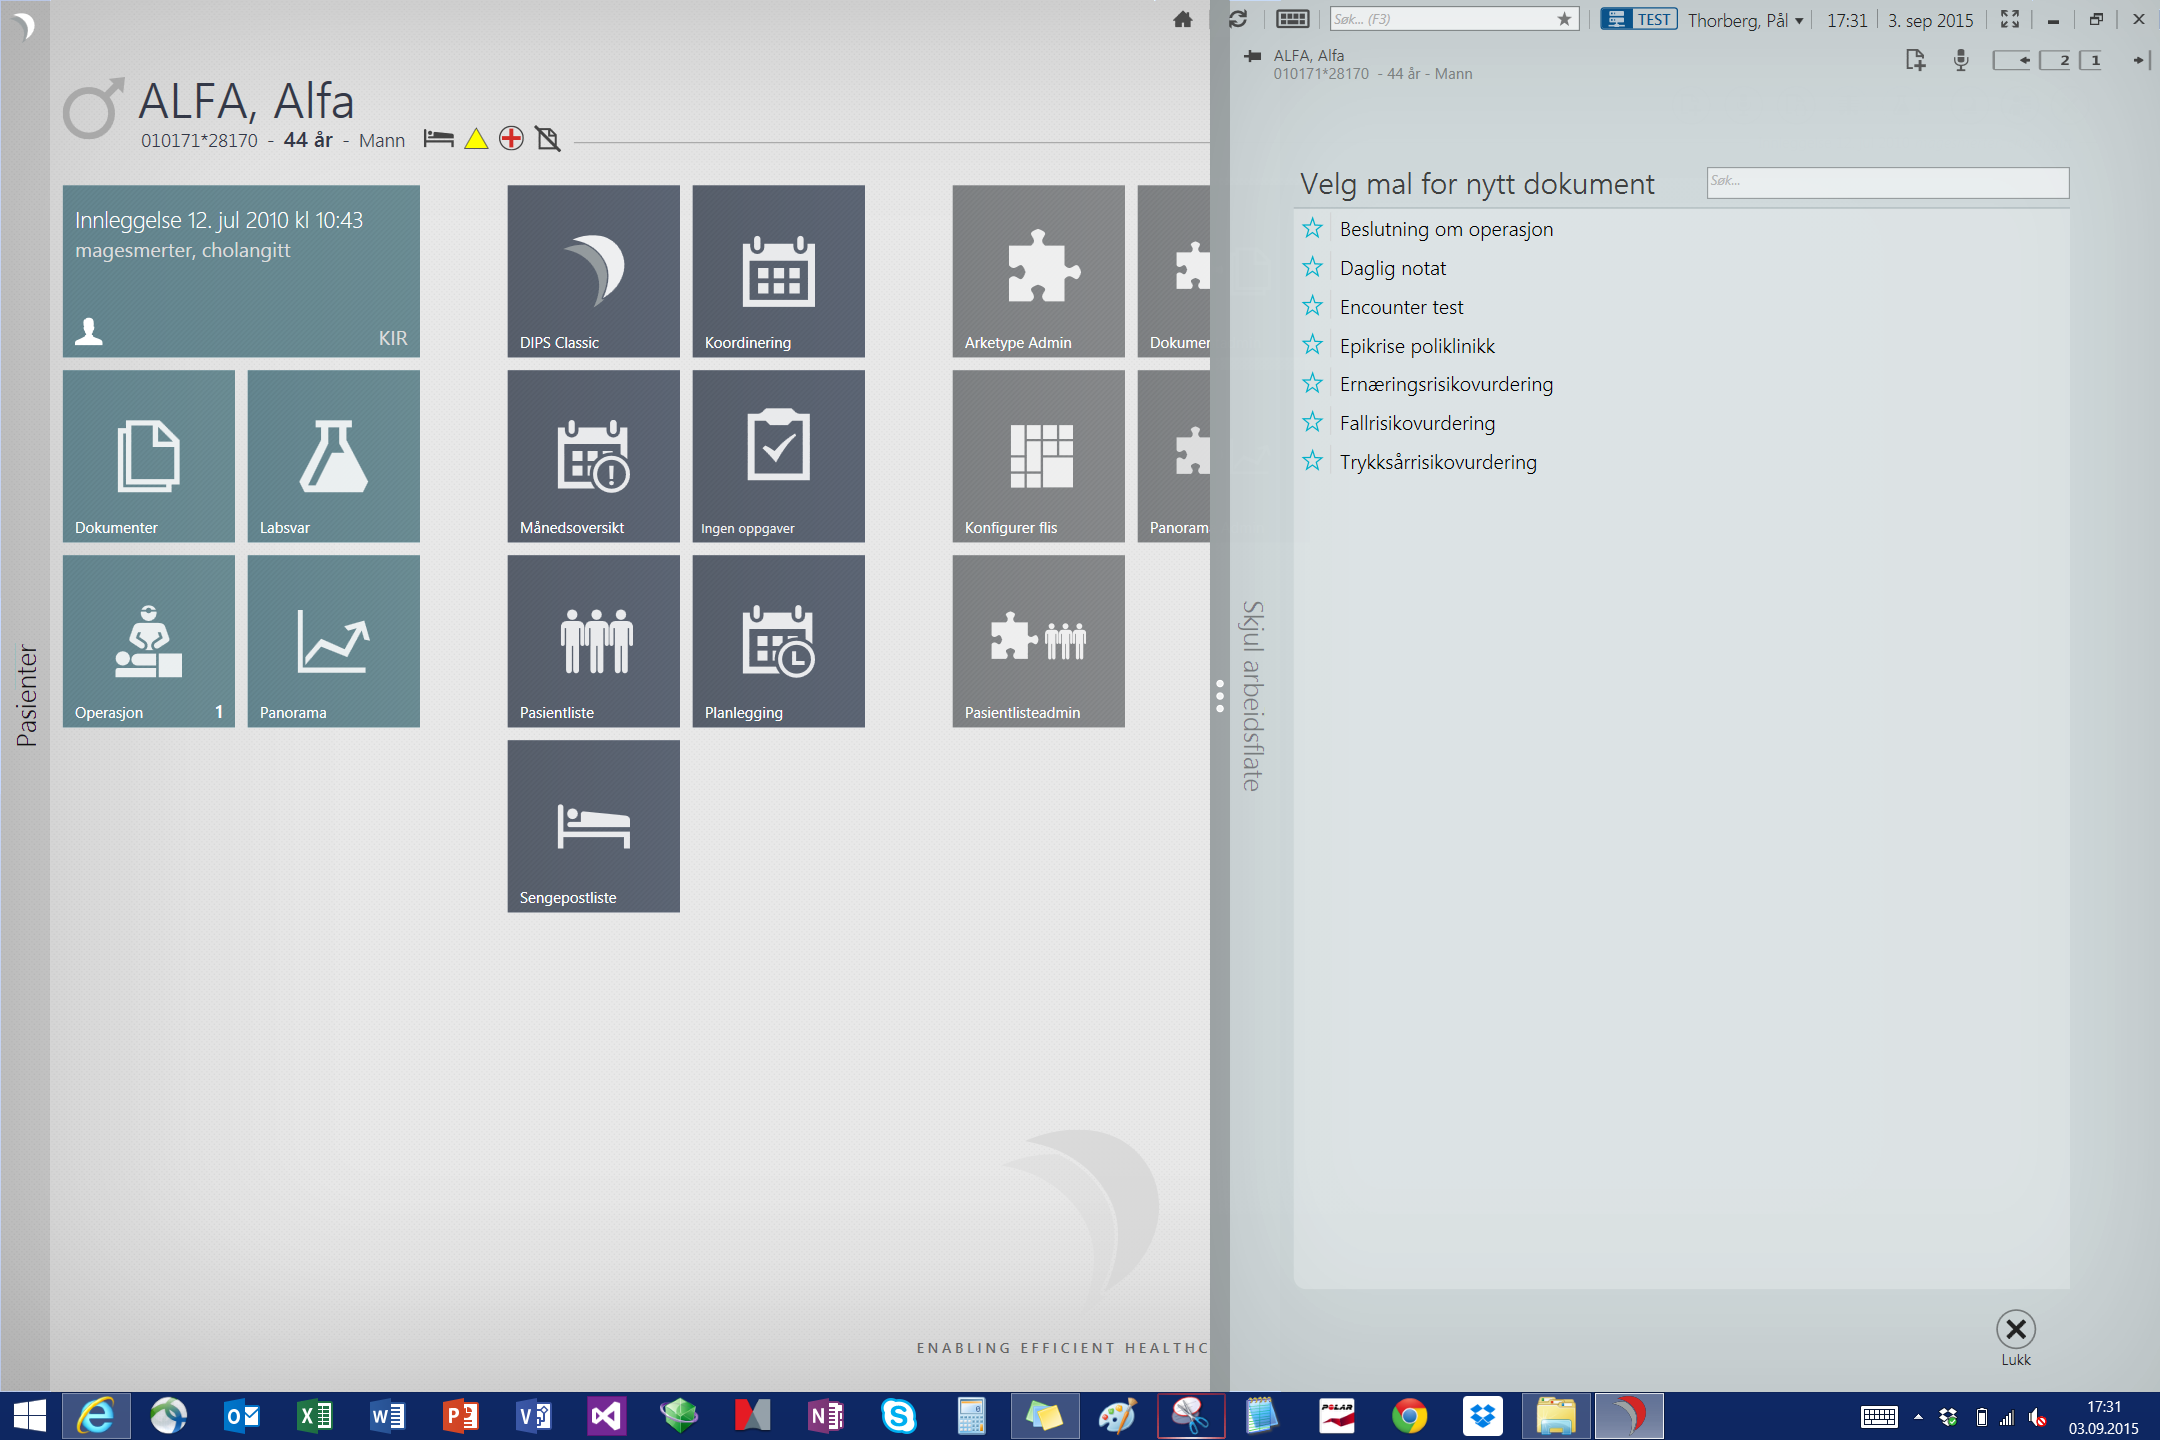 Søk... (F3)
TEST
Thorberg, Pål
17:31
3. sep 2015
Pasienter
ALFA, Alfa
010171*28170 - 44 år - Mann
Innleggelse 12. jul 2010 kl 10:43
magesmerter, cholangitt
KIR
Dokumenter
Labsvar
Operasjon 1
Panorama
DIPS Classic
Koordinering
Månedsoversikt
Ingen oppgaver
Pasientliste
Planlegging
Sengepostliste
Arketype Admin
Dokumen
Konfigurer flis
Panoram
Pasientlisteadmin
ENABLING EFFICIENT HEALTHC
Skjul arbeidsflate
ALFA, Alfa
010171*28170 - 44 år - Mann
2
1
Velg mal for nytt dokument
Søk...
Beslutning om operasjon
Daglig notat
Encounter test
Epikrise poliklinikk
Ernæringsrisikovurdering
Fallrisikovurdering
Trykksårrisikovurdering
Lukk
POLAR
17:31
03.09.2015